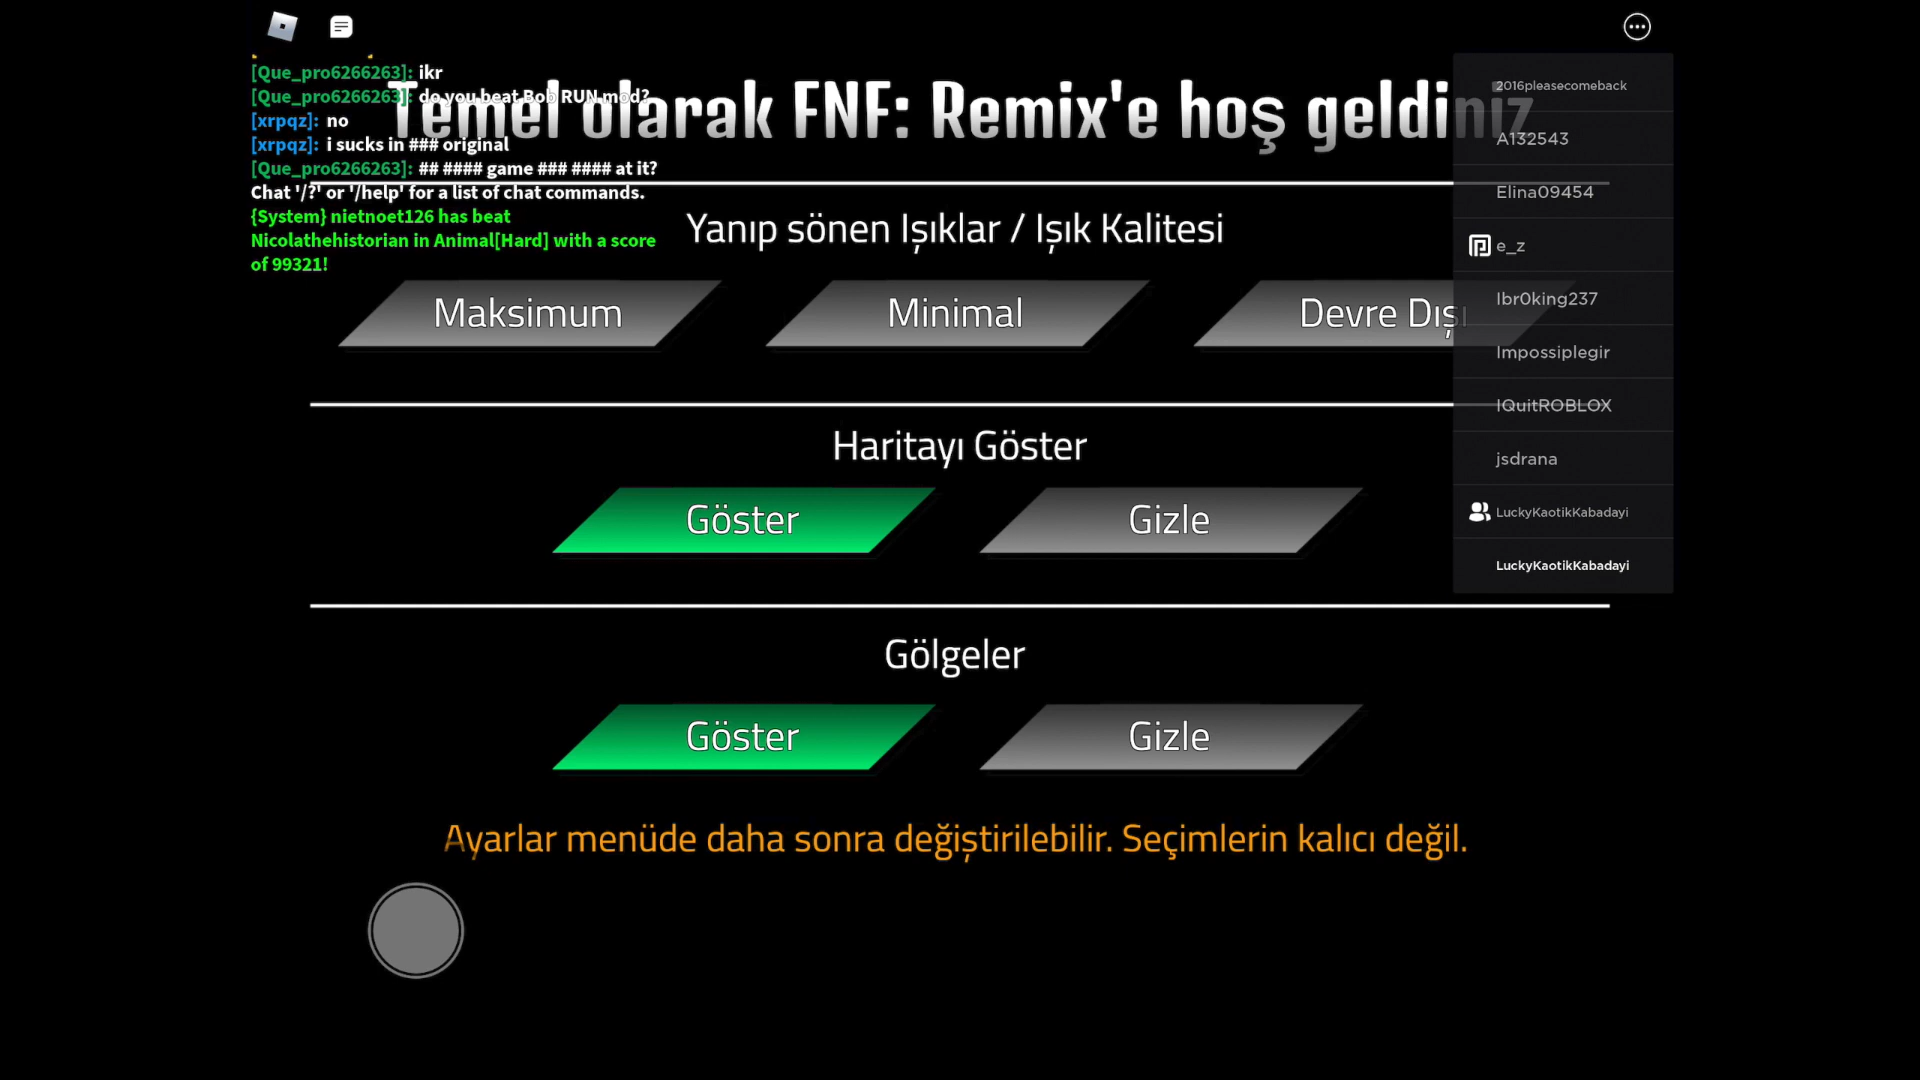 [Que_pro6266263]: ikr
[Que_pro6266263]: do you beat Bob RUN mod?
[xrpqz]: no
[xrpqz]: i sucks in ### original
[Que_pro6266263]: ## #### game ### #### at it?
Chat '/?' or '/help' for a list of chat commands.
{System} nietnoet126 has beat
Nicolathehistorian in Animal[Hard] with a score
of 99321!
Temel olarak FNF: Remix'e hoş geldiniz
Yanıp sönen Işıklar / Işık Kalitesi
Maksimum
Minimal
Devre Dışı
Haritayı Göster
Göster
Gizle
Gölgeler
Göster
Gizle
Ayarlar menüde daha sonra değiştirilebilir. Seçimlerin kalıcı değil.
2016pleasecomeback
A132543
Elina09454
e_z
Ibr0king237
Impossiplegir
IQuitROBLOX
jsdrana
LuckyKaotikKabadayi
LuckyKaotikKabadayi